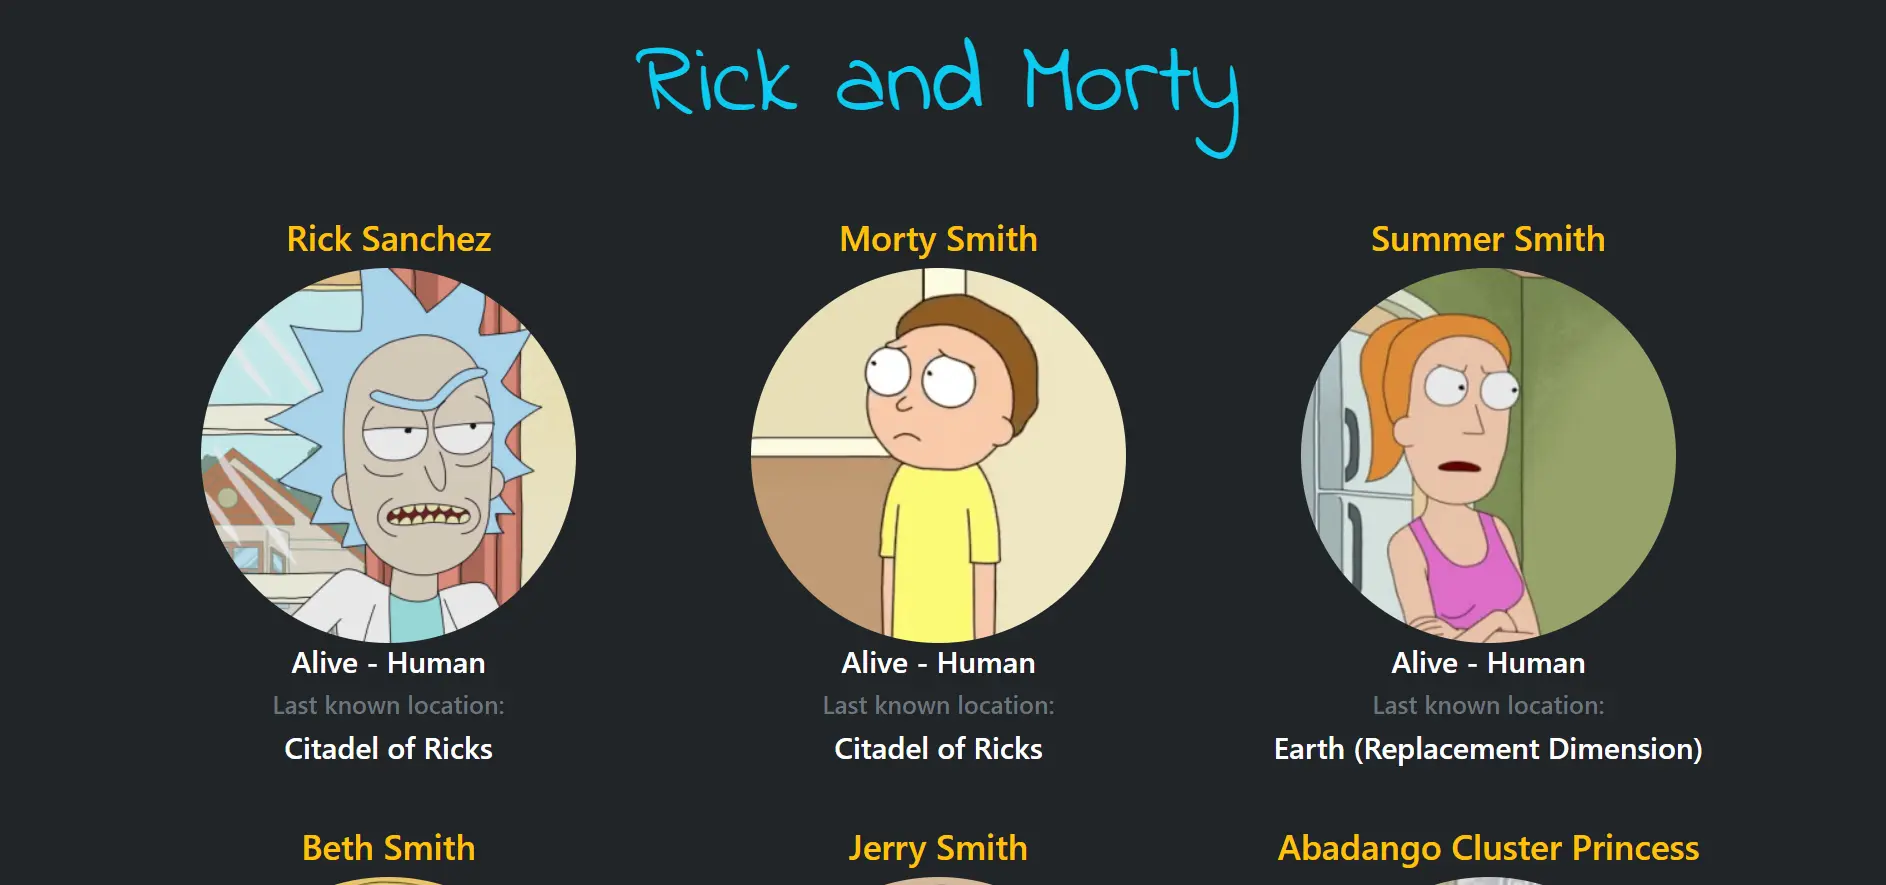 Rick and Morty
Rick Sanchez
Morty Smith
Summer Smith
Alive - Human
Alive - Human
Alive - Human
Last known location:
Last known location:
Last known location:
Citadel of Ricks
Citadel of Ricks
Earth (Replacement Dimension)
Beth Smith
Jerry Smith
Abadango Cluster Princess